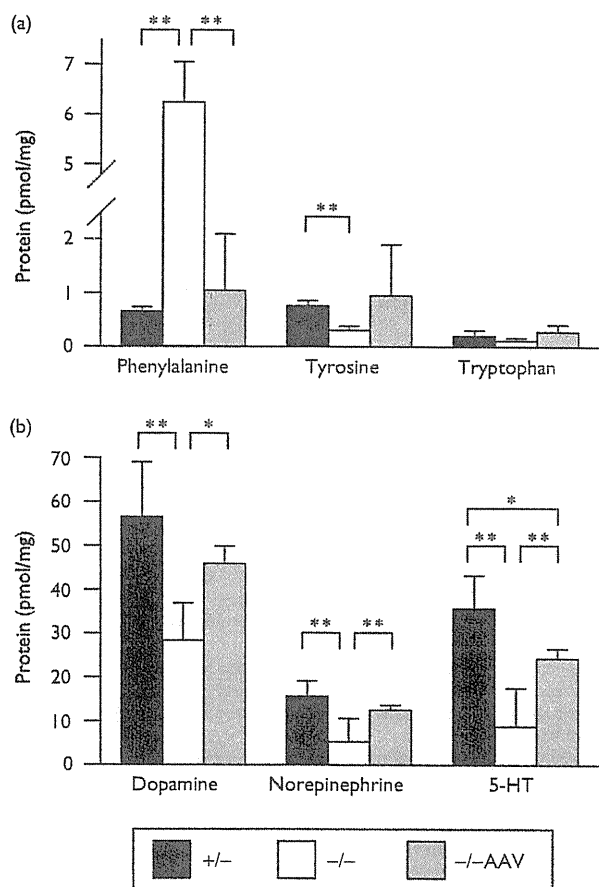 (a)
** **
7
6
5
**
2
1
0
Protein (pmol/mg)
Phenylalanine Tyrosine Tryptophan
(b)
** *
70
60
50
40
30
20
10
0
*
** ** ** **
Protein (pmol/mg)
Dopamine Norepinephrine 5-HT
+/– –/– –/–AAV